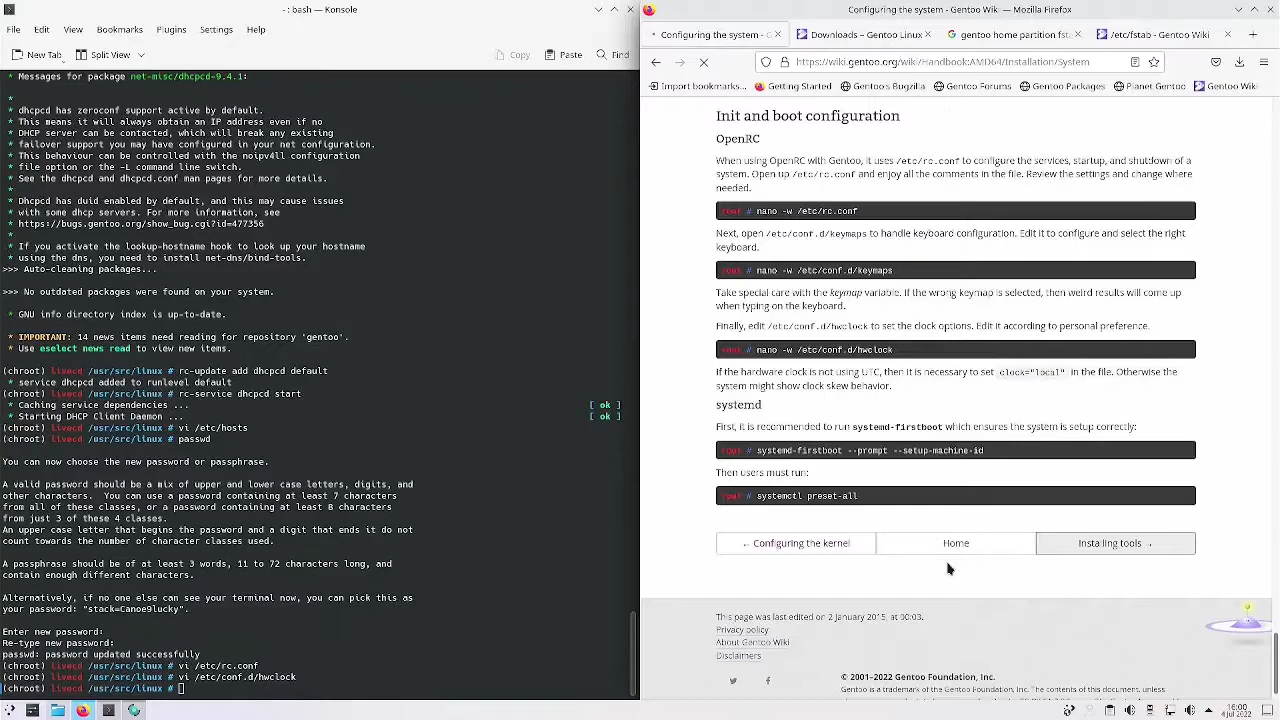 - : bash — Konsole
File Edit View Bookmarks Plugins Settings Help
New Tab Split View Copy Paste Find
* Messages for package net-misc/dhcpcd-9.4.1:
*
* dhcpcd has zeroconf support active by default.
* This means it will always obtain an IP address even if no
* DHCP server can be contacted, which will break any existing
* failover support you may have configured in your net configuration.
* This behaviour can be controlled with the noipv4ll configuration
* file option or the -L command line switch.
* See the dhcpcd and dhcpcd.conf man pages for more details.
*
* Dhcpcd has duid enabled by default, and this may cause issues
* with some dhcp servers. For more information, see
* https://bugs.gentoo.org/show_bug.cgi?id=477356
*
* If you activate the lookup-hostname hook to look up your hostname
* using the dns, you need to install net-dns/bind-tools.
>>> Auto-cleaning packages...
>>> No outdated packages were found on your system.
* GNU info directory index is up-to-date.
* IMPORTANT: 14 news items need reading for repository 'gentoo'.
* Use eselect news read to view new items.
(chroot) livecd /usr/src/linux # rc-update add dhcpcd default
* service dhcpcd added to runlevel default
(chroot) livecd /usr/src/linux # rc-service dhcpcd start
* Caching service dependencies ... [ ok ]
* Starting DHCP Client Daemon ... [ ok ]
(chroot) livecd /usr/src/linux # vi /etc/hosts
(chroot) livecd /usr/src/linux # passwd
You can now choose the new password or passphrase.
A valid password should be a mix of upper and lower case letters, digits, and
other characters. You can use a password containing at least 7 characters
from all of these classes, or a password containing at least 8 characters
from just 3 of these 4 classes.
An upper case letter that begins the password and a digit that ends it do not
count towards the number of character classes used.
A passphrase should be of at least 3 words, 11 to 72 characters long, and
contain enough different characters.
Alternatively, if no one else can see your terminal now, you can pick this as
your password: "stack=Canoe9lucky".
Enter new password:
Re-type new password:
passwd: password updated successfully
(chroot) livecd /usr/src/linux # vi /etc/rc.conf
(chroot) livecd /usr/src/linux # vi /etc/conf.d/hwclock
(chroot) livecd /usr/src/linux #
Configuring the system - Gentoo Wiki — Mozilla Firefox
Configuring the system - G Downloads – Gentoo Linux gentoo home partition fst /etc/fstab - Gentoo Wiki
https://wiki.gentoo.org/wiki/Handbook:AMD64/Installation/System
Import bookmarks... Getting Started Gentoo's Bugzilla Gentoo Forums Gentoo Packages Planet Gentoo Gentoo Wiki
Init and boot configuration
OpenRC
When using OpenRC with Gentoo, it uses /etc/rc.conf to configure the services, startup, and shutdown of a
system. Open up /etc/rc.conf and enjoy all the comments in the file. Review the settings and change where
needed.
root # nano -w /etc/rc.conf
Next, open /etc/conf.d/keymaps to handle keyboard configuration. Edit it to configure and select the right
keyboard.
root # nano -w /etc/conf.d/keymaps
Take special care with the keymap variable. If the wrong keymap is selected, then weird results will come up
when typing on the keyboard.
Finally, edit /etc/conf.d/hwclock to set the clock options. Edit it according to personal preference.
root # nano -w /etc/conf.d/hwclock
If the hardware clock is not using UTC, then it is necessary to set clock="local" in the file. Otherwise the
system might show clock skew behavior.
systemd
First, it is recommended to run systemd-firstboot which ensures the system is setup correctly:
root # systemd-firstboot --prompt --setup-machine-id
Then users must run:
root # systemctl preset-all
← Configuring the kernel Home Installing tools →
This page was last edited on 2 January 2015, at 00:03.
Privacy policy
About Gentoo Wiki
Disclaimers
© 2001–2022 Gentoo Foundation, Inc.
Gentoo is a trademark of the Gentoo Foundation, Inc. The contents of this document, unless
16:00
4 Jul 2022